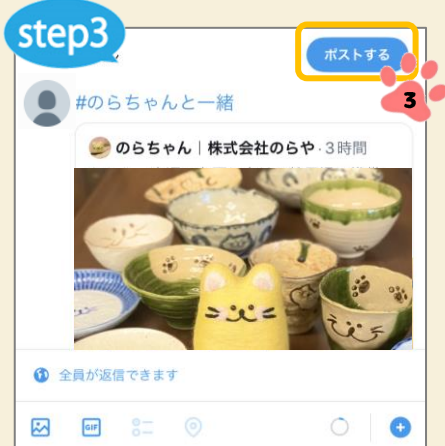 step3
ポストする
3
#のらちゃんと一緒
のらちゃん | 株式会社のらや · 3時間
全員が返信できます
GIF